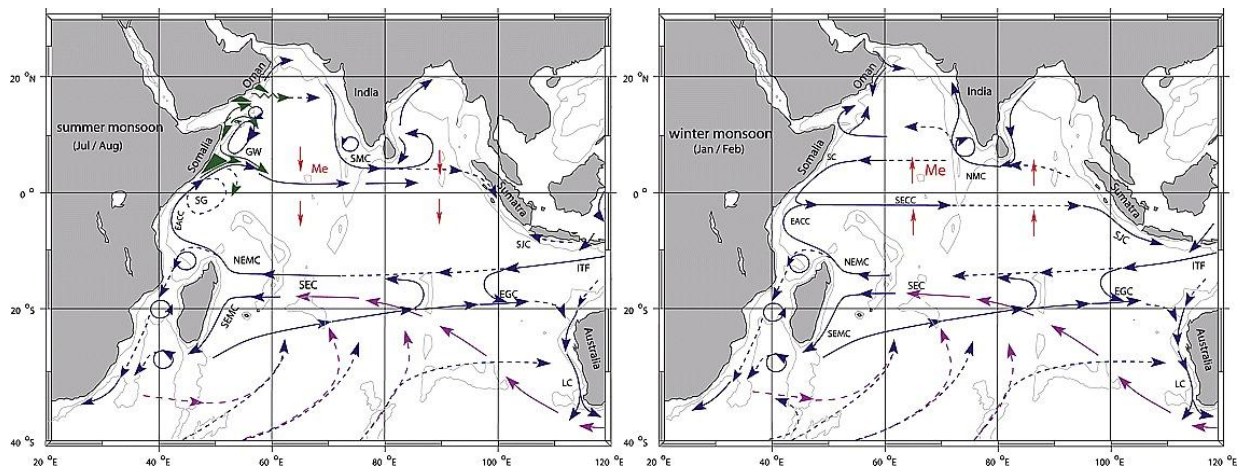 20 °N
0 °
20 °S
40 °S
20 °E
40 °E
60 °E
80 °E
100 °E
120 °E
summer monsoon
(Jul / Aug)
Oman
India
Somalia
GW
SMC
Me
Sumatra
SG
EACC
SJC
NEMC
ITF
SEC
EGC
SEMC
Australia
LC
20 °N
0 °
20 °S
40 °S
20 °E
40 °E
60 °E
80 °E
100 °E
120 °E
winter monsoon
(Jan / Feb)
Oman
India
Somalia
SC
Me
NMC
Sumatra
SECC
EACC
SJC
NEMC
ITF
SEC
EGC
SEMC
Australia
LC